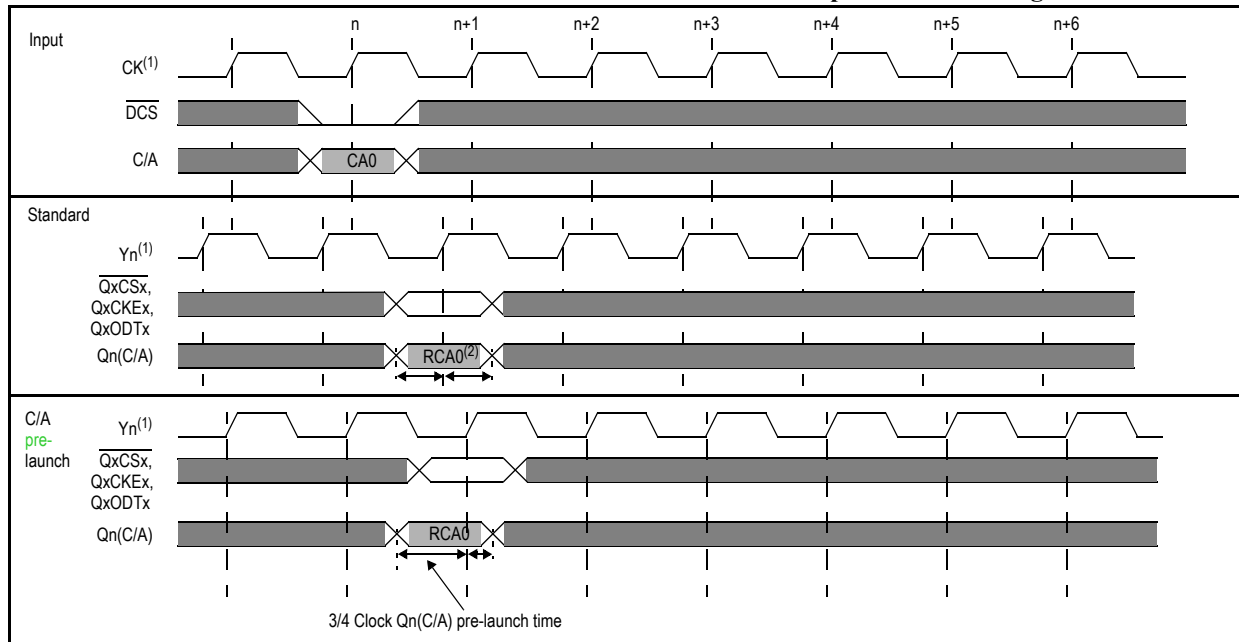 n n+1 n+2 n+3 n+4 n+5 n+6
Input
CK(1)
DCS
C/A
CA0
Standard
Yn(1)
QxCSx,
QxCKEx,
QxODTx
Qn(C/A)
RCA0(2)
C/A
pre-
launch
Yn(1)
QxCSx,
QxCKEx,
QxODTx
Qn(C/A)
RCA0
3/4 Clock Qn(C/A) pre-launch time